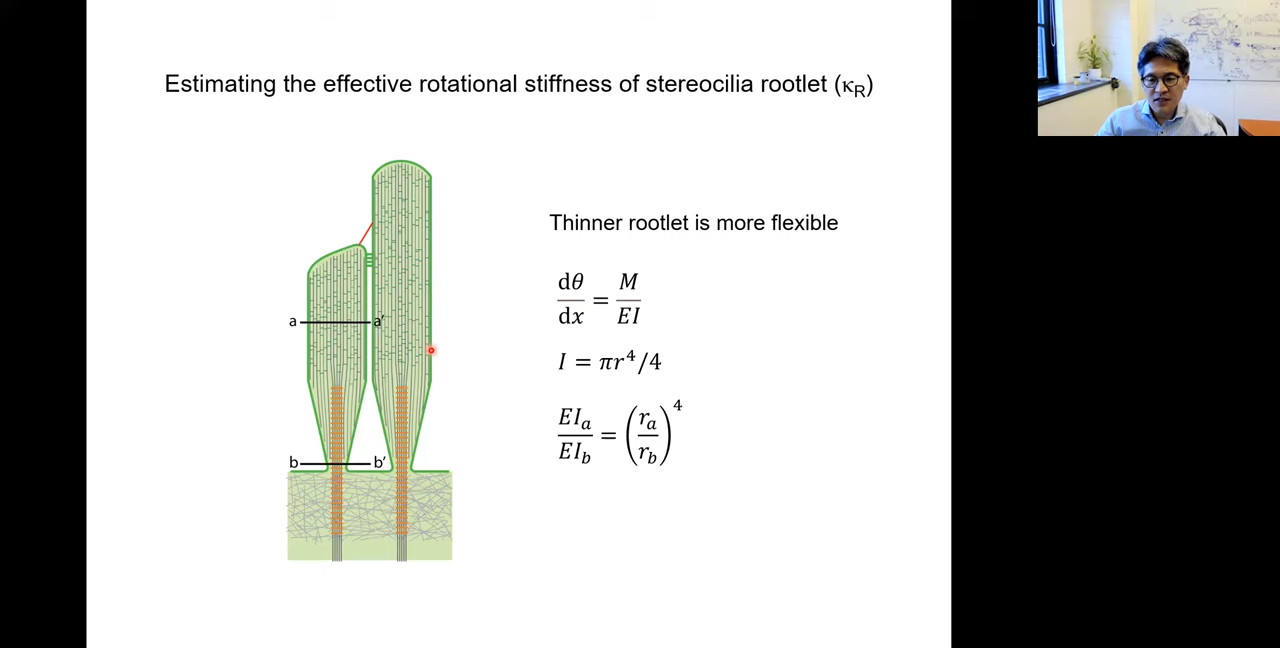 Estimating the effective rotational stiffness of stereocilia rootlet (κR)
Thinner rootlet is more flexible
dθ/dx = M/EI
I = πr⁴/4
EIa/EIb = (ra/rb)⁴
a a′
b b′